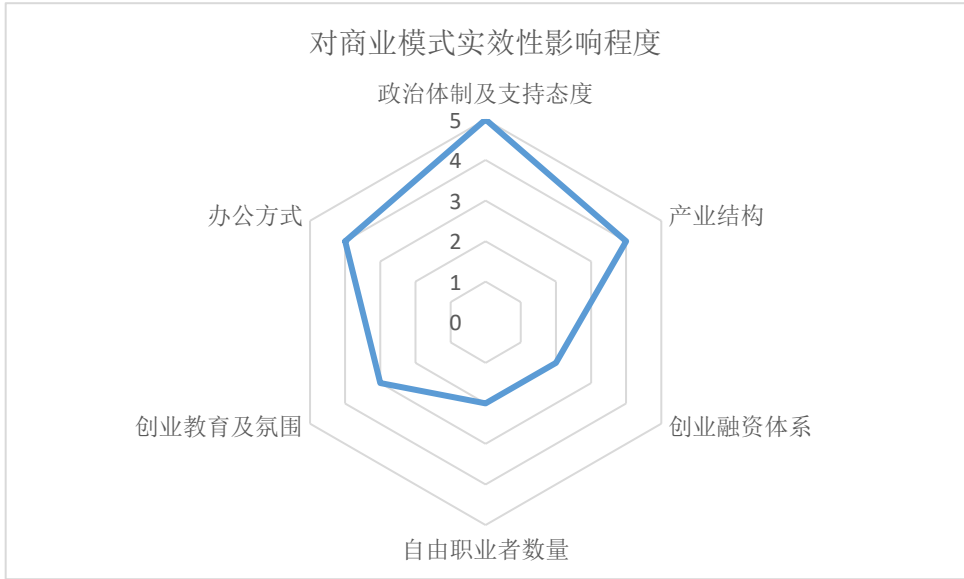 对商业模式实效性影响程度
政治体制及支持态度
5
4
3
2
1
0
办公方式
产业结构
创业教育及氛围
创业融资体系
自由职业者数量